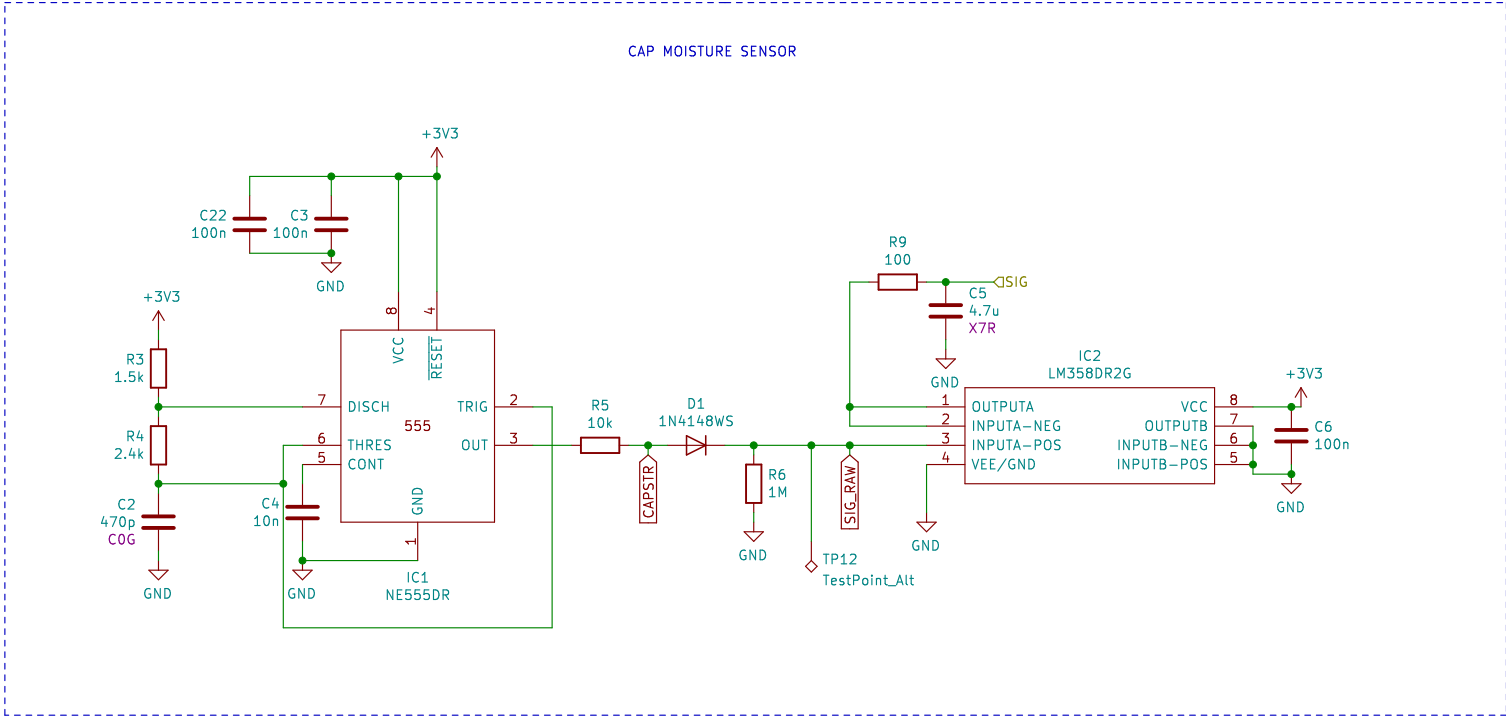 CAP MOISTURE SENSOR
+3V3
C22
100n
C3
100n
GND
+3V3
R3
1.5k
R4
2.4k
C2
470p
C0G
GND
8
4
VCC
RESET
7
DISCH
6
THRES
5
CONT
555
TRIG
2
OUT
3
GND
1
C4
10n
GND
IC1
NE555DR
R5
10k
CAPSTR
D1
1N4148WS
R6
1M
GND
TP12
TestPoint_Alt
SIG_RAW
R9
100
SIG
C5
4.7u
X7R
GND
IC2
LM358DR2G
1
OUTPUTA
2
INPUTA-NEG
3
INPUTA-POS
4
VEE/GND
GND
VCC
8
OUTPUTB
7
INPUTB-NEG
6
INPUTB-POS
5
+3V3
C6
100n
GND